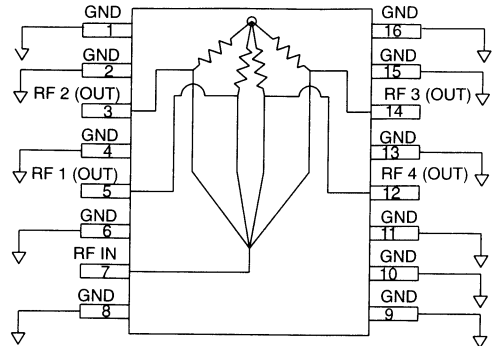 GND
1
GND
2
RF 2 (OUT)
3
GND
4
RF 1 (OUT)
5
GND
6
RF IN
7
GND
8
GND
16
GND
15
RF 3 (OUT)
14
GND
13
RF 4 (OUT)
12
GND
11
GND
10
GND
9